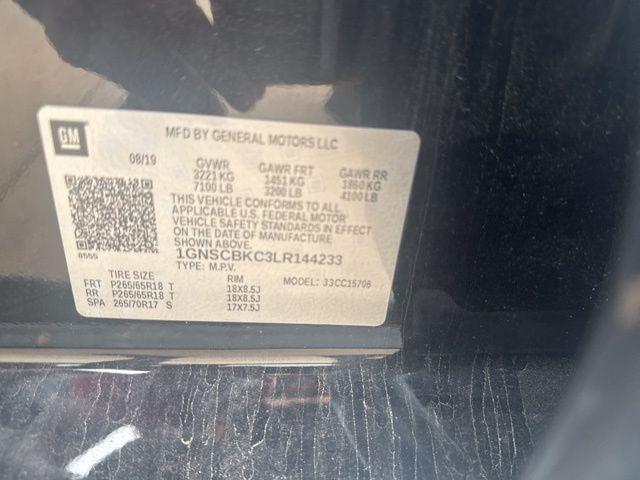 GM
MFD BY GENERAL MOTORS LLC
08/19 GVWR GAWR FRT GAWR RR
3221 KG 1451 KG 1860 KG
7100 LB 3200 LB 4100 LB
THIS VEHICLE CONFORMS TO ALL
APPLICABLE U.S. FEDERAL MOTOR
VEHICLE SAFETY STANDARDS IN EFFECT
ON THE DATE OF MANUFACTURE
SHOWN ABOVE.
8555 1GNSCBKC3LR144233
TYPE: M.P.V. MODEL: 33CC15706
TIRE SIZE RIM
FRT P265/65R18 T 18X8.5J
RR P265/65R18 T 18X8.5J
SPA 265/70R17 S 17X7.5J